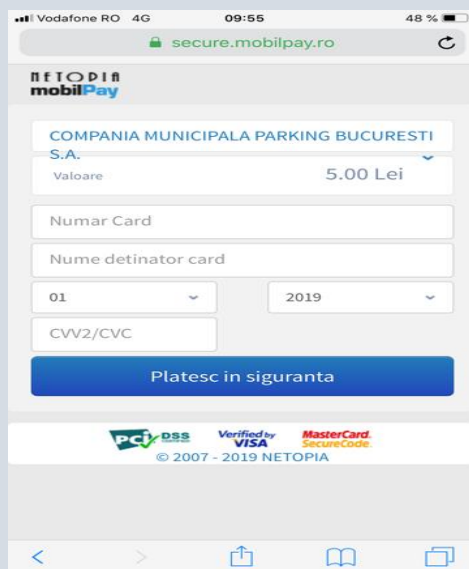 Vodafone RO 4G 09:55 48 %
secure.mobilpay.ro
NETOPIA
mobilPay
COMPANIA MUNICIPALA PARKING BUCURESTI
S.A.
Valoare 5.00 Lei
Numar Card
Nume detinator card
01 2019
CVV2/CVC
Platesc in siguranta
PCI DSS CERTIFIED Verified by VISA MasterCard. SecureCode.
© 2007 - 2019 NETOPIA